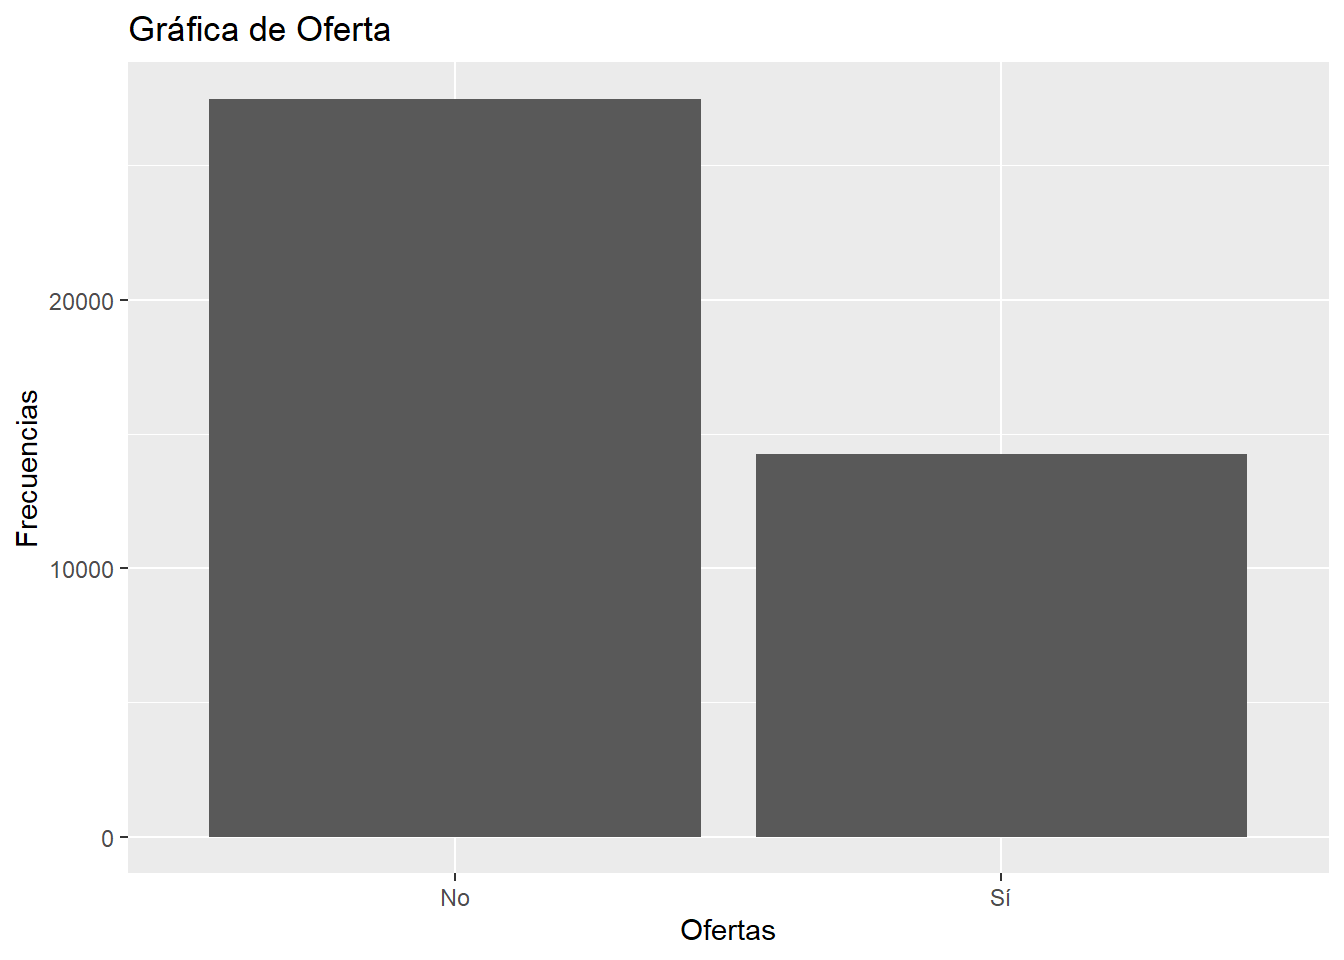 Gráfica de Oferta
20000
10000
0
Frecuencias
No
Sí
Ofertas